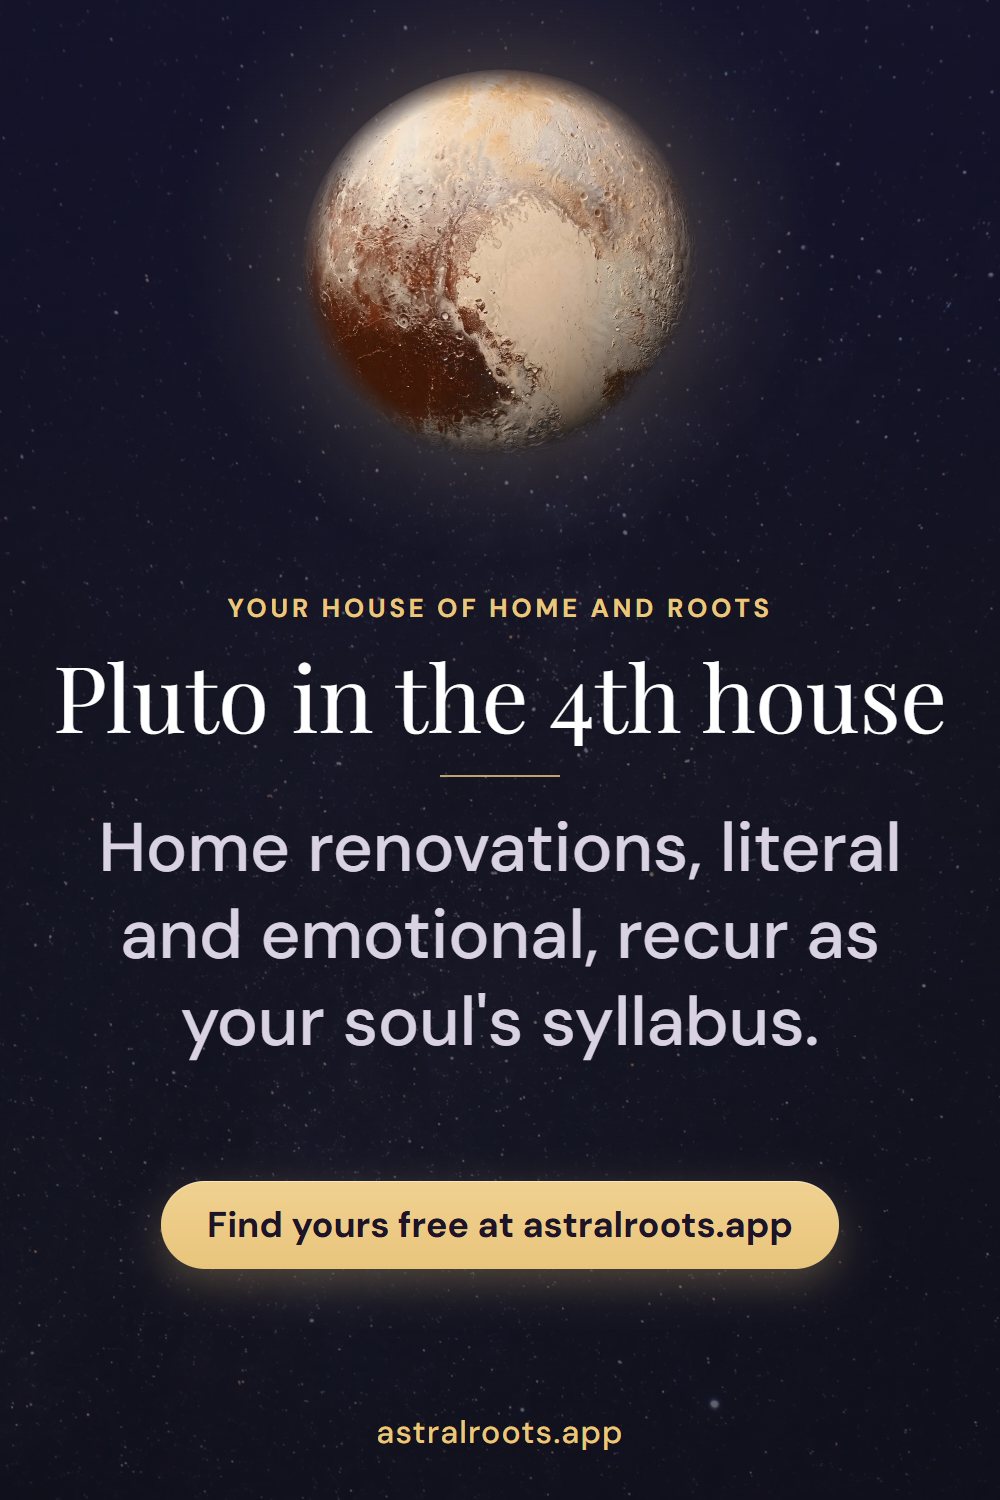 YOUR HOUSE OF HOME AND ROOTS
Pluto in the 4th house
Home renovations, literal
and emotional, recur as
your soul's syllabus.
Find yours free at astralroots.app
astralroots.app